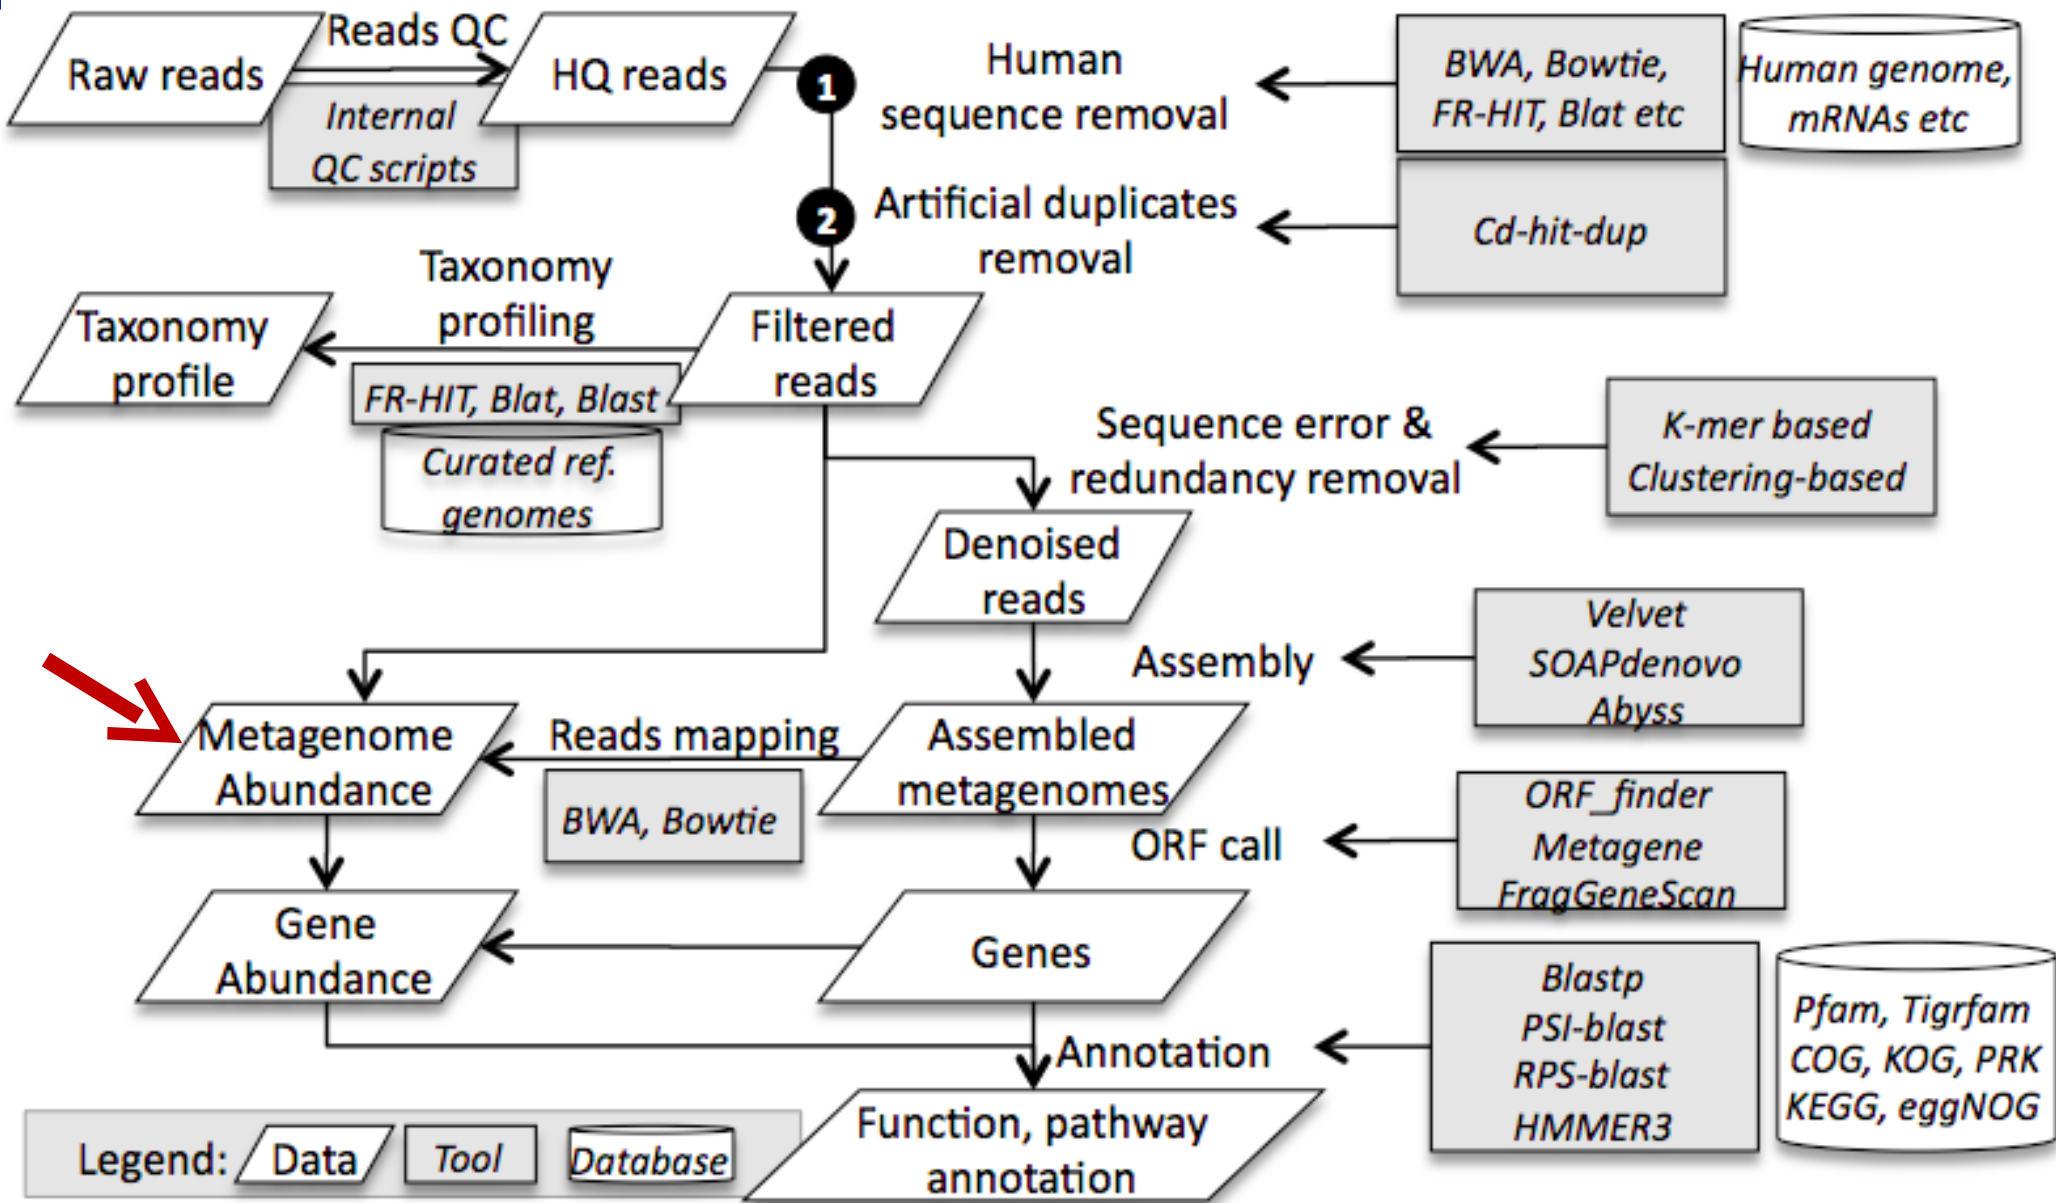 Raw reads
Reads QC
Internal
QC scripts
HQ reads
1
Human
sequence removal
BWA, Bowtie,
FR-HIT, Blat etc
Human genome,
mRNAs etc
2
Artificial duplicates
removal
Cd-hit-dup
Taxonomy
profile
Taxonomy
profiling
FR-HIT, Blat, Blast
Curated ref.
genomes
Filtered
reads
Sequence error &
redundancy removal
K-mer based
Clustering-based
Denoised
reads
Assembly
Velvet
SOAPdenovo
Abyss
Metagenome
Abundance
Reads mapping
BWA, Bowtie
Assembled
metagenomes
ORF call
ORF_finder
Metagene
FragGeneScan
Gene
Abundance
Genes
Annotation
Blastp
PSI-blast
RPS-blast
HMMER3
Pfam, Tigrfam
COG, KOG, PRK
KEGG, eggNOG
Function, pathway
annotation
Legend: Data Tool Database